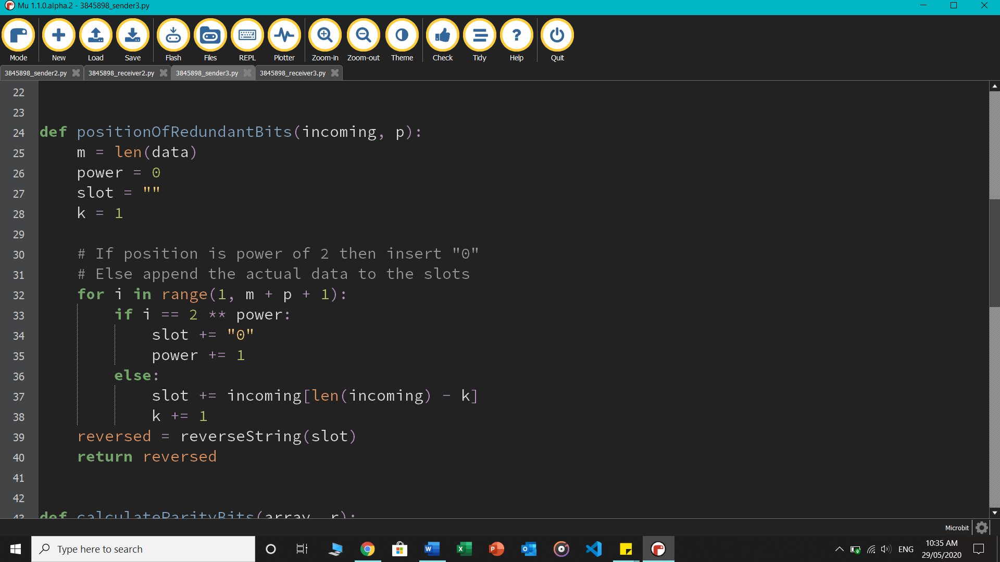 Mu 1.1.0.alpha.2 - 3845898_sender3.py
Mode New Load Save Flash Files REPL Plotter Zoom-in Zoom-out Theme Check Tidy Help Quit
3845898_sender2.py 3845898_receiver2.py 3845898_sender3.py 3845898_receiver3.py
22
23
24 def positionOfRedundantBits(incoming, p):
25     m = len(data)
26     power = 0
27     slot = ""
28     k = 1
29
30     # If position is power of 2 then insert "0"
31     # Else append the actual data to the slots
32     for i in range(1, m + p + 1):
33         if i == 2 ** power:
34             slot += "0"
35             power += 1
36         else:
37             slot += incoming[len(incoming) - k]
38             k += 1
39     reversed = reverseString(slot)
40     return reversed
41
42
43 def calculateParityBits(array, r):
Microbit
Type here to search
ENG
10:35 AM
29/05/2020